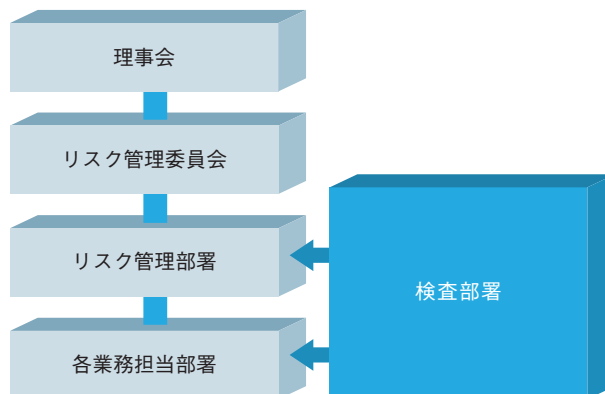 理事会
リスク管理委員会
リスク管理部署
検査部署
各業務担当部署